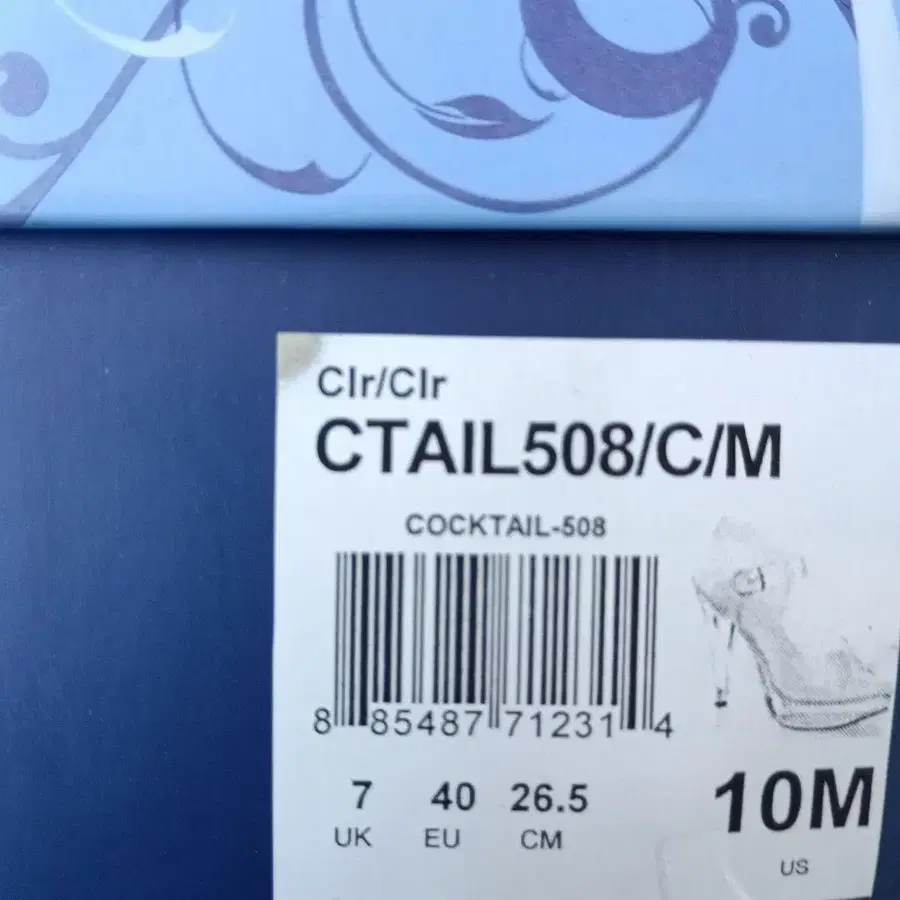 Clr/Clr
CTAIL508/C/M
COCKTAIL-508
8 85487 71231 4
7 40 26.5 10M
UK EU CM US